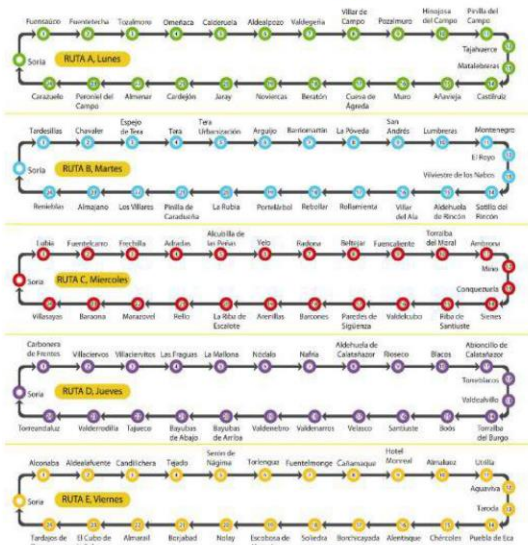 Fuensaúco Fuentetecha Tozalmoro Omeñaca Calderuela Aldealpozo Valdegeña Villar de Campo Pozalmuro Hinojosa del Campo Pinilla del Campo
Tajahuerce
Soria RUTA A, Lunes
Matalebreras
Carazuelo Peroniel del Campo Almenar Cardejón Jaray Noviercas Beratón Cueva de Ágreda Muro Añavieja Castilruiz
Tardesillas Chavaler Espejo de Tera Tara Tera Urbanización Arguijo Barriomartín La Póveda San Andrés Lumbreras Montenegro
El Royo
Soria RUTA B, Martes
Vilviestre de los Nabos
Renieblas Almajano Los Villares Pinilla de Caradueña La Rubia Portelárbol Rebollar Rollamienta Villar del Ala Aldehuela de Rincón Sotillo del Rincón
Lubia Fuentelcarro Frechilla Adradas Alcubilla de las Peñas Yelo Radona Beltejar Fuencaliente Torralba del Moral Ambrona
Miño
Soria RUTA C, Miercoles
Conquezuela
Villasayas Baraona Marazovel Rello La Riba de Escalote Arenillas Barcones Paredes de Sigüenza Valdelcubo Riba de Santiuste Sienes
Carbonera de Frentes Villaciervos Villaciervitos Las Fraguas La Mallona Nódalo Nafría Aldehuela de Calatañazor Rioseco Blacos Abioncillo de Calatañazor
Torreblacos
Soria RUTA D, Jueves
Valdealvillo
Torreandaluz Valderrodilla Tajueco Bayubas de Abajo Bayubas de Arriba Valdenebro Valdenarros Velasco Santiuste Boós Torralba del Burgo
Alconaba Aldealafuente Candilichera Tejado Serón de Nágima Torlengua Fuentelmonge Cañamaque Hotel Monreal Almaluez Utrilla
Aguaviva
Soria RUTA E, Viernes
Taroda
Tardajos de El Cubo de Almarail Borjabad Nolay Escobosa de Soliedra Borchicayada Alentisque Chércoles Puebla de Eca